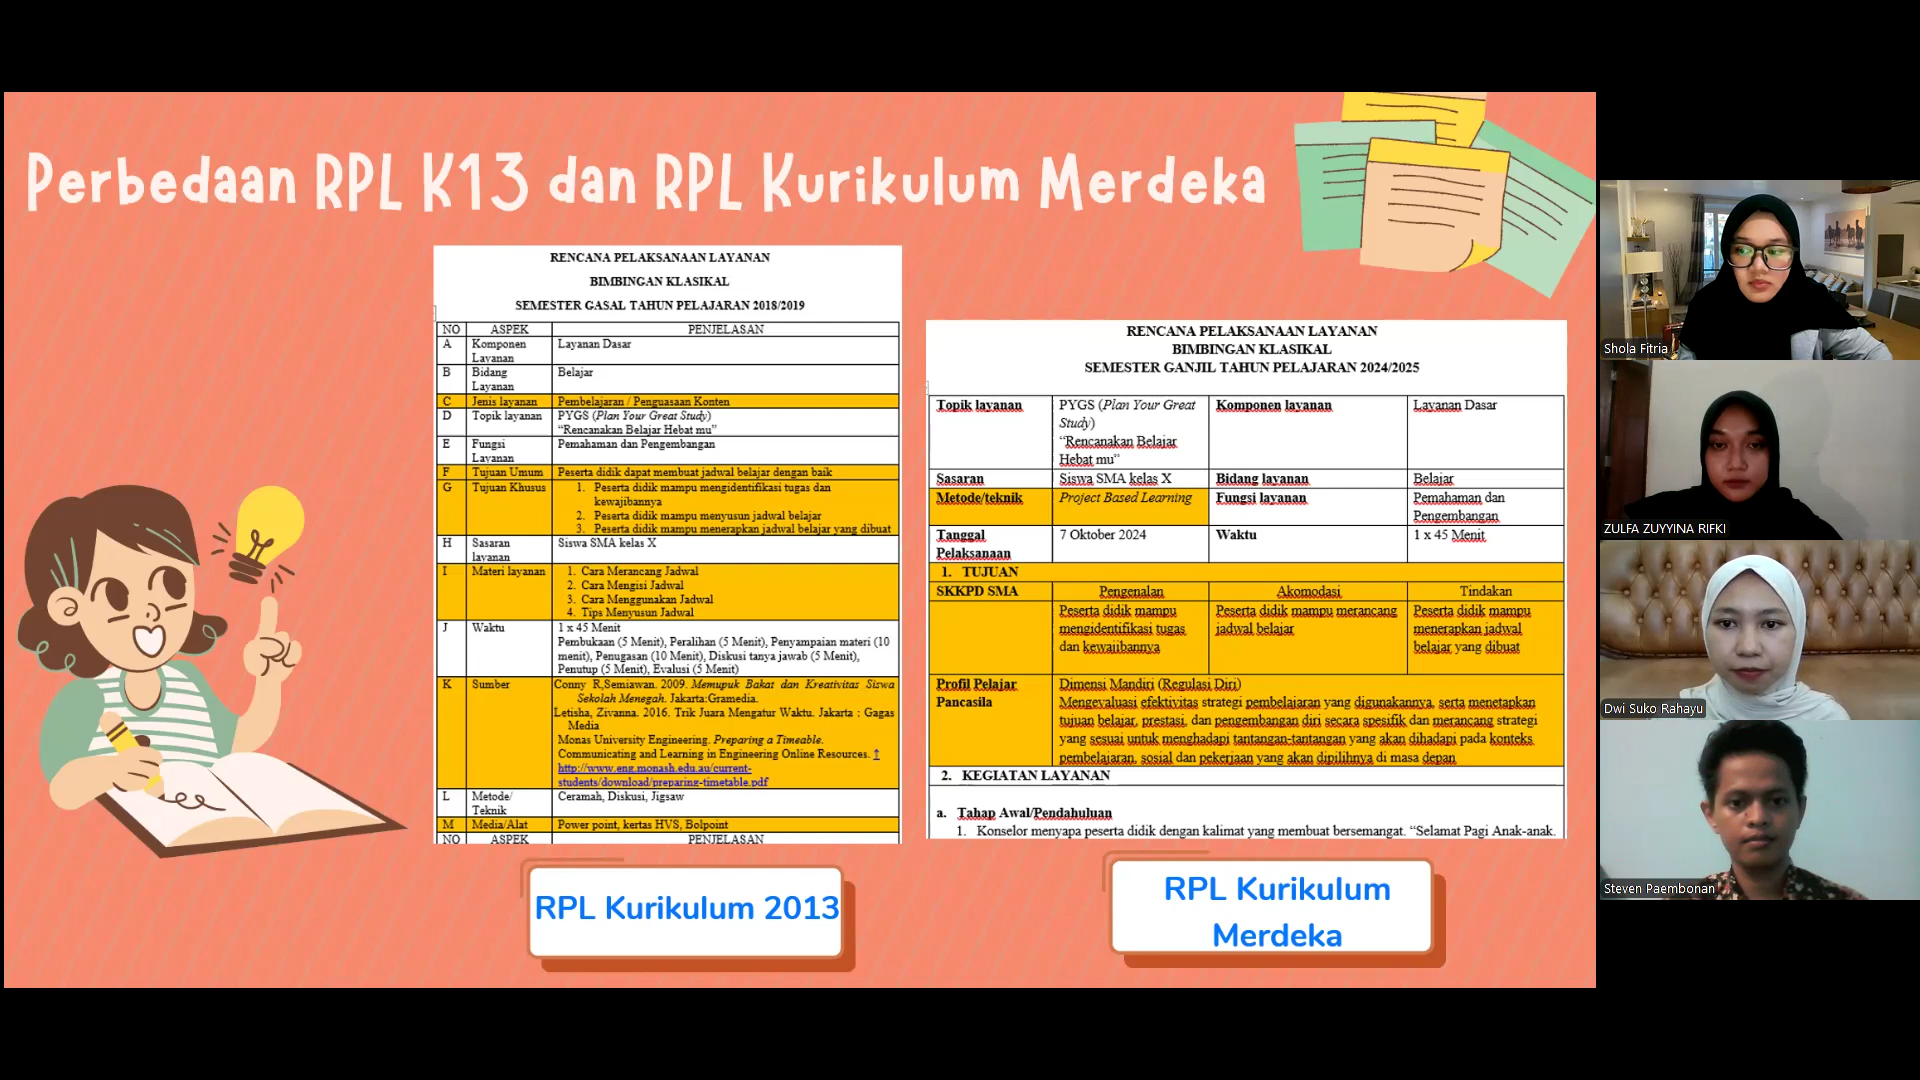 Perbedaan RPL K13 dan RPL Kurikulum Merdeka
RENCANA PELAKSANAAN LAYANAN
BIMBINGAN KLASIKAL
SEMESTER GASAL TAHUN PELAJARAN 2018/2019
NO ASPEK PENJELASAN
A Komponen Layanan Dasar
Layanan
B Bidang Belajar
Layanan
C Jenis layanan Pembelajaran / Penguasaan Konten
D Topik layanan PYGS (Plan Your Great Study)
“Rencanakan Belajar Hebat mu”
E Fungsi Pemahaman dan Pengembangan
Layanan
F Tujuan Umum Peserta didik dapat membuat jadwal belajar dengan baik
G Tujuan Khusus 1. Peserta didik mampu mengidentifikasi tugas dan
kewajibannya
2. Peserta didik mampu menyusun jadwal belajar
3. Peserta didik mampu menerapkan jadwal belajar yang dibuat
H Sasaran Siswa SMA kelas X
layanan
I Materi layanan 1. Cara Merancang Jadwal
2. Cara Mengisi Jadwal
3. Cara Menggunakan Jadwal
4. Tips Menyusun Jadwal
J Waktu 1 x 45 Menit
Pembukaan (5 Menit), Peralihan (5 Menit), Penyampaian materi (10
menit), Penugasan (10 Menit), Diskusi tanya jawab (5 Menit),
Penutup (5 Menit), Evalusi (5 Menit)
K Sumber Conny R,Semiawan. 2009. Memupuk Bakat dan Kreativitas Siswa
Sekolah Menegah. Jakarta:Gramedia.
Letisha, Zivanna. 2016. Trik Juara Mengatur Waktu. Jakarta : Gagas
Media
Monas University Engineering. Preparing a Timeable.
Communicating and Learning in Engineering Online Resources. ↑
http://www.eng.monash.edu.au/current-
students/download/preparing-timetable.pdf
L Metode/ Ceramah, Diskusi, Jigsaw
Teknik
M Media/Alat Power point, kertas HVS, Bolpoint
NO ASPEK PENJELASAN
RPL Kurikulum 2013
RENCANA PELAKSANAAN LAYANAN
BIMBINGAN KLASIKAL
SEMESTER GANJIL TAHUN PELAJARAN 2024/2025
Topik layanan PYGS (Plan Your Great Komponen layanan Layanan Dasar
Study)
“Rencanakan Belajar
Hebat mu”
Sasaran Siswa SMA kelas X Bidang layanan Belajar
Metode/teknik Project Based Learning Fungsi layanan Pemahaman dan
Pengembangan
Tanggal 7 Oktober 2024 Waktu 1 x 45 Menit
Pelaksanaan
1. TUJUAN
SKKPD SMA Pengenalan Akomodasi Tindakan
Peserta didik mampu Peserta didik mampu merancang Peserta didik mampu
mengidentifikasi tugas jadwal belajar menerapkan jadwal
dan kewajibannya belajar yang dibuat
Profil Pelajar Dimensi Mandiri (Regulasi Diri)
Pancasila Mengevaluasi efektivitas strategi pembelajaran yang digunakannya, serta menetapkan
tujuan belajar, prestasi, dan pengembangan diri secara spesifik dan merancang strategi
yang sesuai untuk menghadapi tantangan-tantangan yang akan dihadapi pada konteks
pembelajaran, sosial dan pekerjaan yang akan dipilihnya di masa depan
2. KEGIATAN LAYANAN
a. Tahap Awal/Pendahuluan
1. Konselor menyapa peserta didik dengan kalimat yang membuat bersemangat. “Selamat Pagi Anak-anak.
RPL Kurikulum
Merdeka
Shola Fitria
ZULFA ZUYYINA RIFKI
Dwi Suko Rahayu
Steven Paembonan